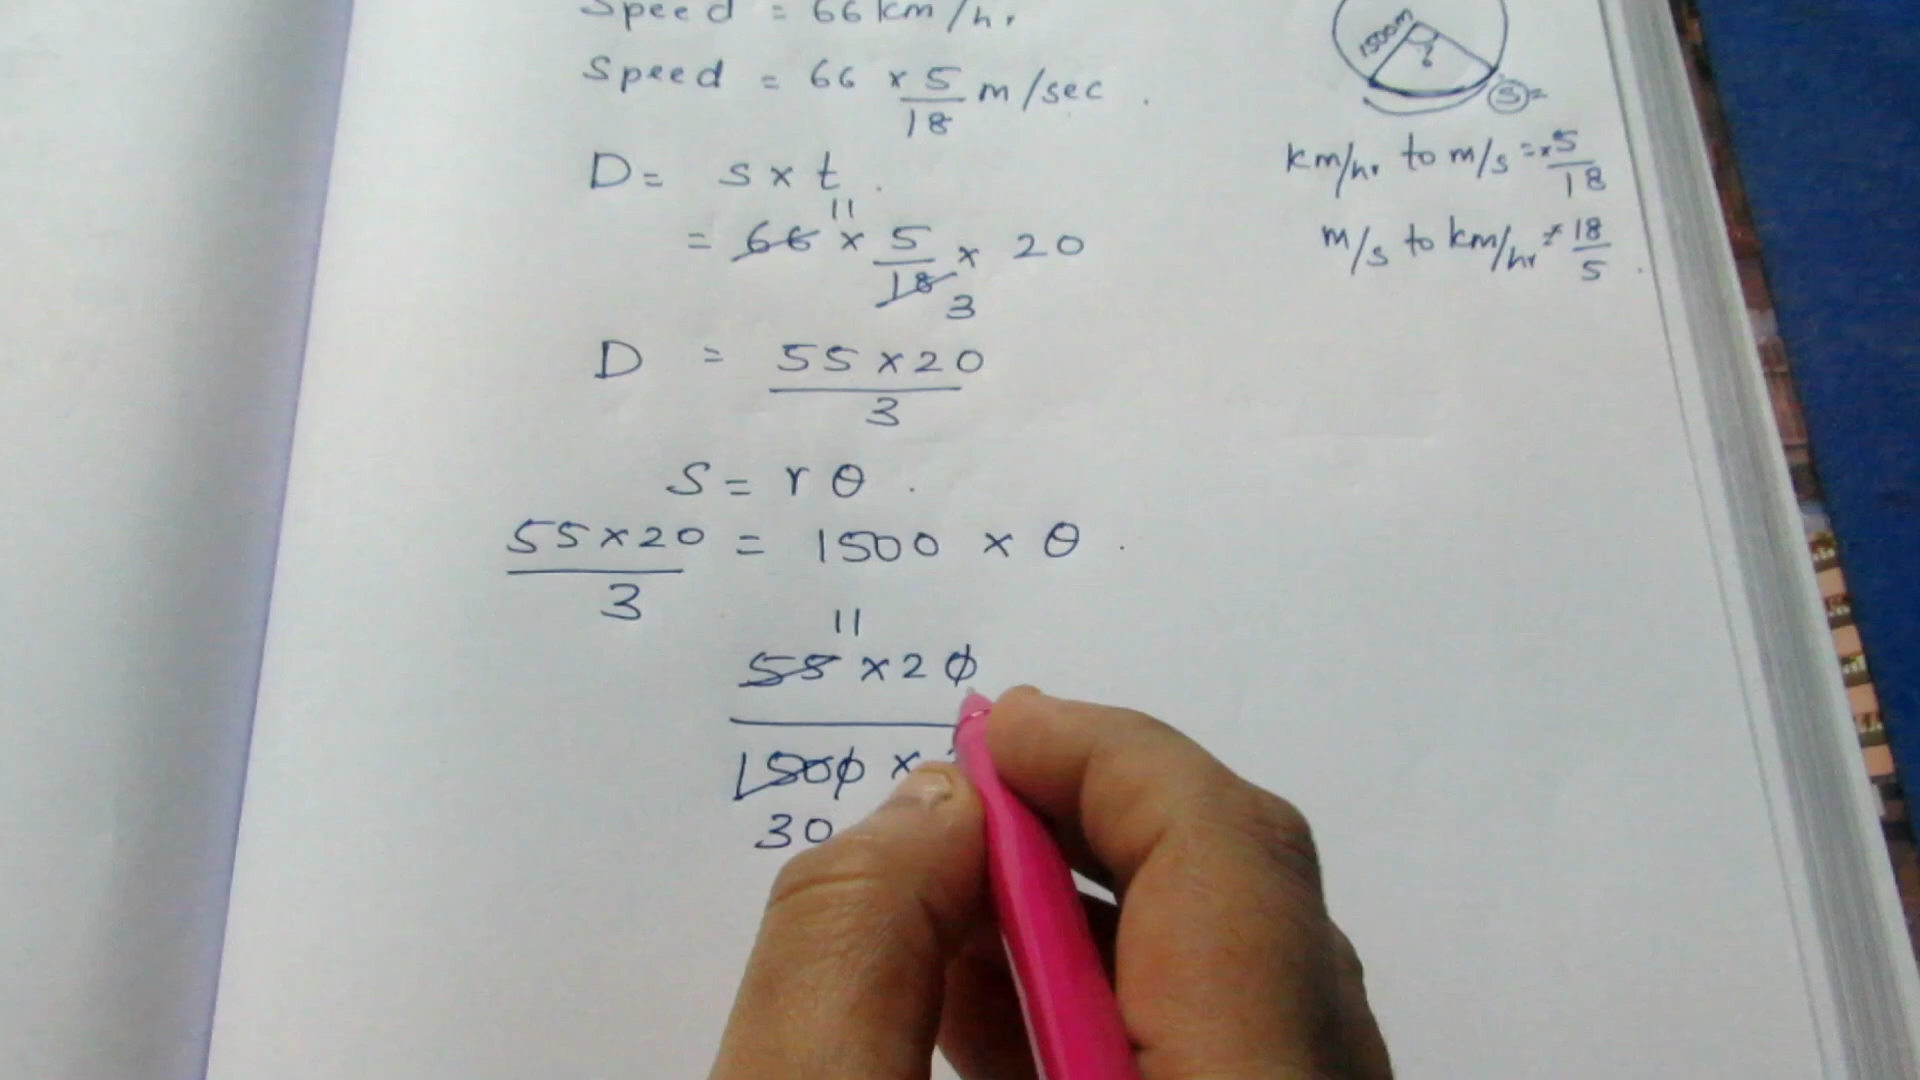 Speed = 66 km/hr
Speed = 66 × 5/18 m/sec.
D = s × t.
11
= 66 × 5/18 × 20
3
D = 55 × 20/3
S = r θ.
55 × 20/3 = 1500 × θ.
11
55 × 20
1500 ×
30
1500m
S =
km/hr to m/s = × 5/18
m/s to km/hr = 18/5.